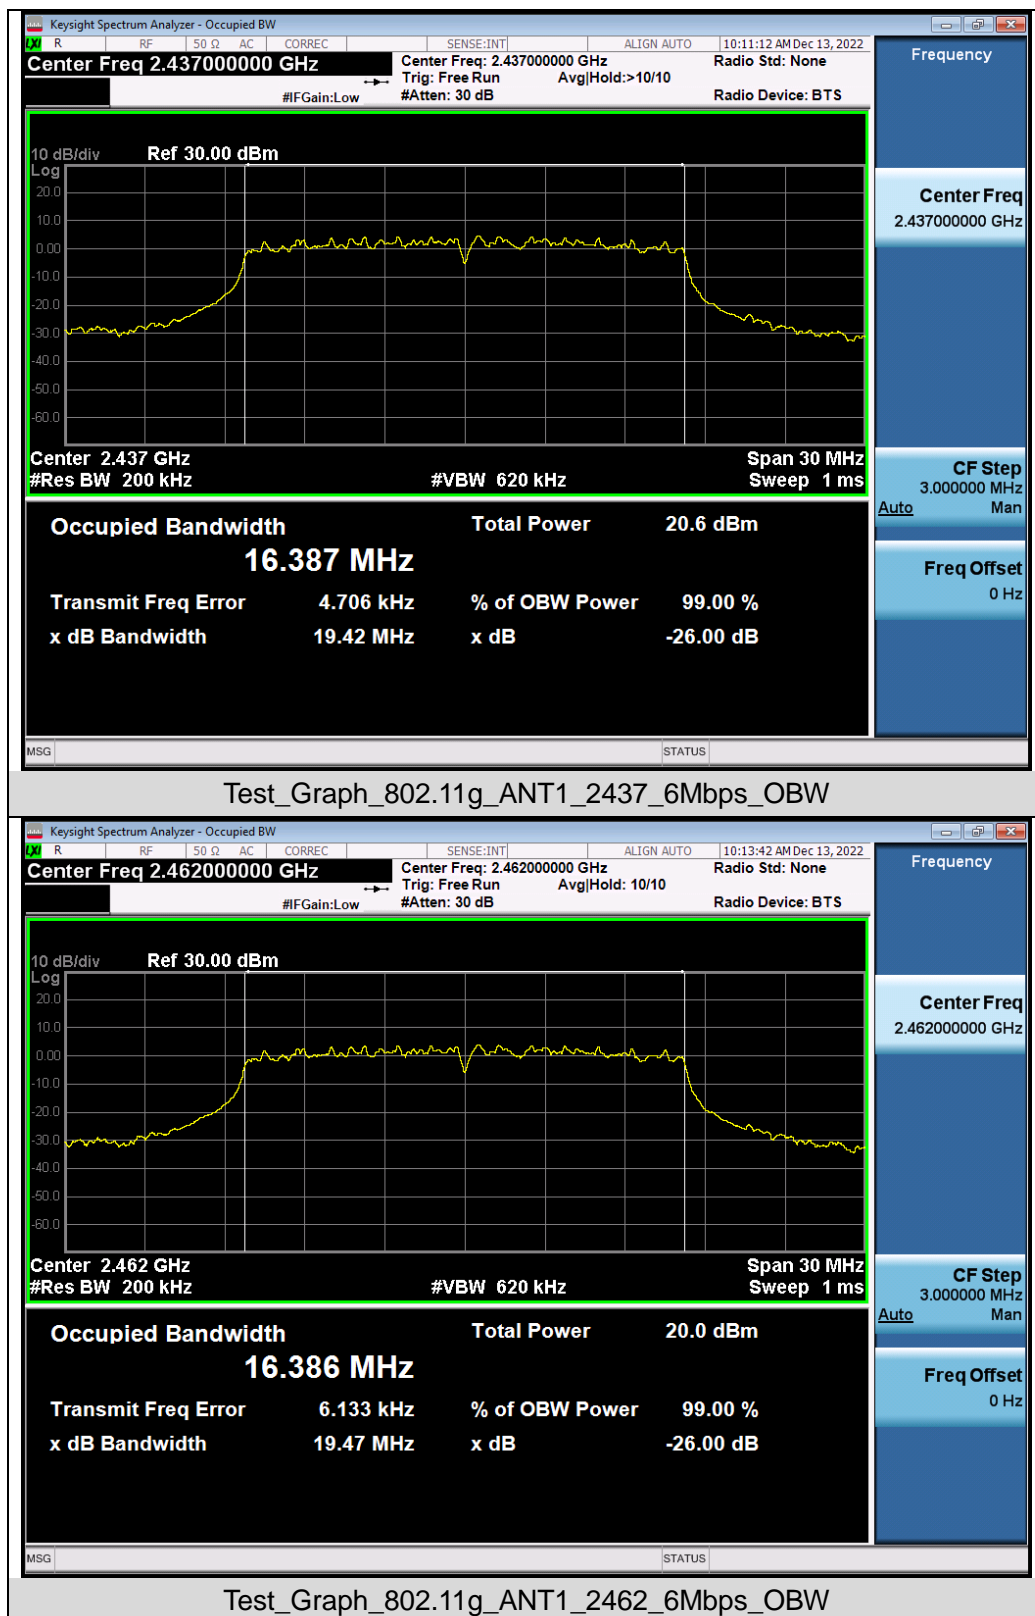 Keysight Spectrum Analyzer - Occupied BW
LXI R RF 50 Ω AC CORREC SENSE:INT ALIGN AUTO 10:11:12 AM Dec 13, 2022
Center Freq 2.437000000 GHz
Center Freq: 2.437000000 GHz Radio Std: None
Trig: Free Run Avg|Hold:>10/10
#IFGain:Low #Atten: 30 dB Radio Device: BTS
Frequency
10 dB/div Ref 30.00 dBm
Log
20.0
10.0
0.00
-10.0
-20.0
-30.0
-40.0
-50.0
-60.0
Center 2.437 GHz Span 30 MHz
#Res BW 200 kHz #VBW 620 kHz Sweep 1 ms
Center Freq
2.437000000 GHz
CF Step
3.000000 MHz
Auto Man
Freq Offset
0 Hz
Occupied Bandwidth Total Power 20.6 dBm
16.387 MHz
Transmit Freq Error 4.706 kHz % of OBW Power 99.00 %
x dB Bandwidth 19.42 MHz x dB -26.00 dB
MSG STATUS
Test_Graph_802.11g_ANT1_2437_6Mbps_OBW
Keysight Spectrum Analyzer - Occupied BW
LXI R RF 50 Ω AC CORREC SENSE:INT ALIGN AUTO 10:13:42 AM Dec 13, 2022
Center Freq 2.462000000 GHz
Center Freq: 2.462000000 GHz Radio Std: None
Trig: Free Run Avg|Hold: 10/10
#IFGain:Low #Atten: 30 dB Radio Device: BTS
Frequency
10 dB/div Ref 30.00 dBm
Log
20.0
10.0
0.00
-10.0
-20.0
-30.0
-40.0
-50.0
-60.0
Center 2.462 GHz Span 30 MHz
#Res BW 200 kHz #VBW 620 kHz Sweep 1 ms
Center Freq
2.462000000 GHz
CF Step
3.000000 MHz
Auto Man
Freq Offset
0 Hz
Occupied Bandwidth Total Power 20.0 dBm
16.386 MHz
Transmit Freq Error 6.133 kHz % of OBW Power 99.00 %
x dB Bandwidth 19.47 MHz x dB -26.00 dB
MSG STATUS
Test_Graph_802.11g_ANT1_2462_6Mbps_OBW